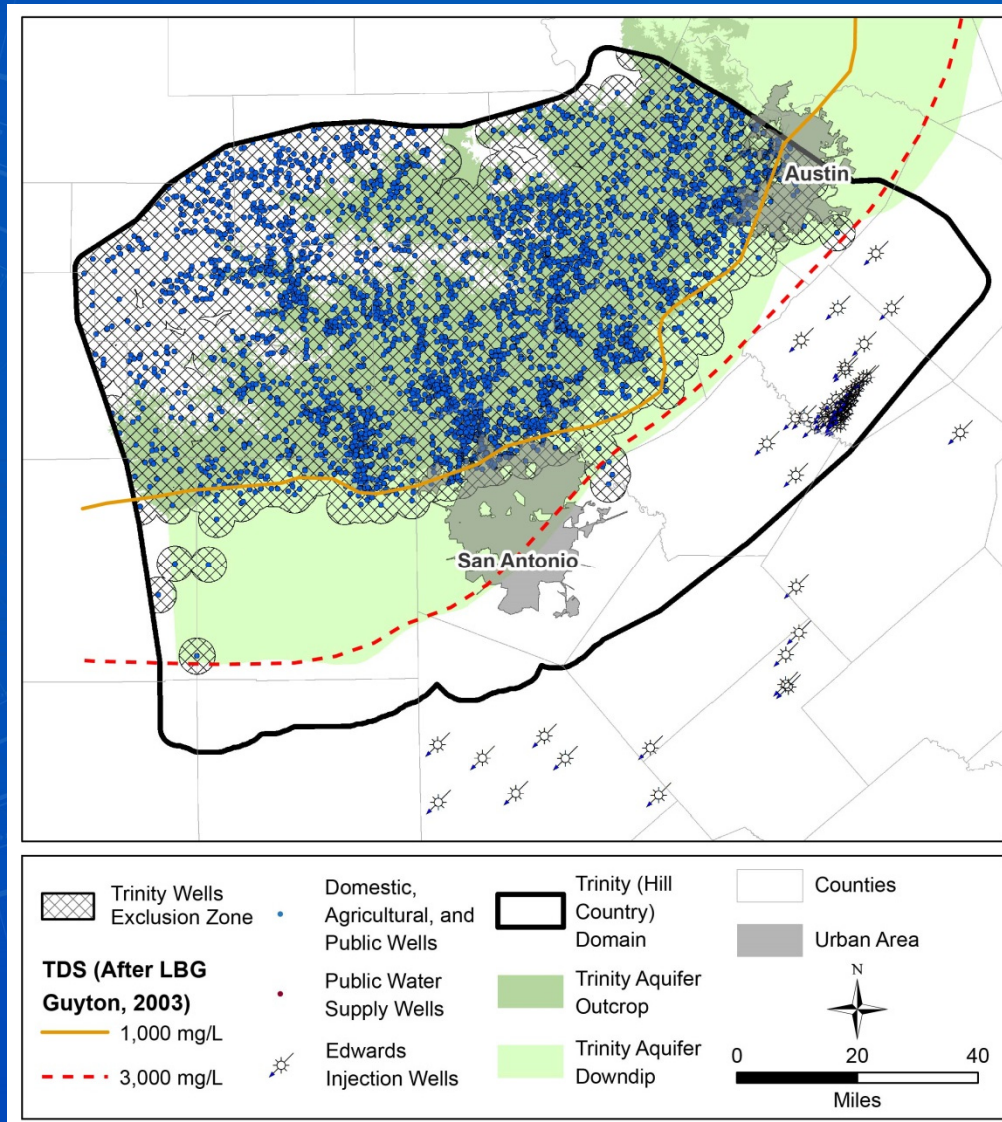 Austin
San Antonio
Trinity Wells
Exclusion Zone
TDS (After LBG
Guyton, 2003)
1,000 mg/L
3,000 mg/L
Domestic,
Agricultural, and
Public Wells
Public Water
Supply Wells
Edwards
Injection Wells
Trinity (Hill
Country)
Domain
Trinity Aquifer
Outcrop
Trinity Aquifer
Downdip
Counties
Urban Area
N
0 20 40
Miles